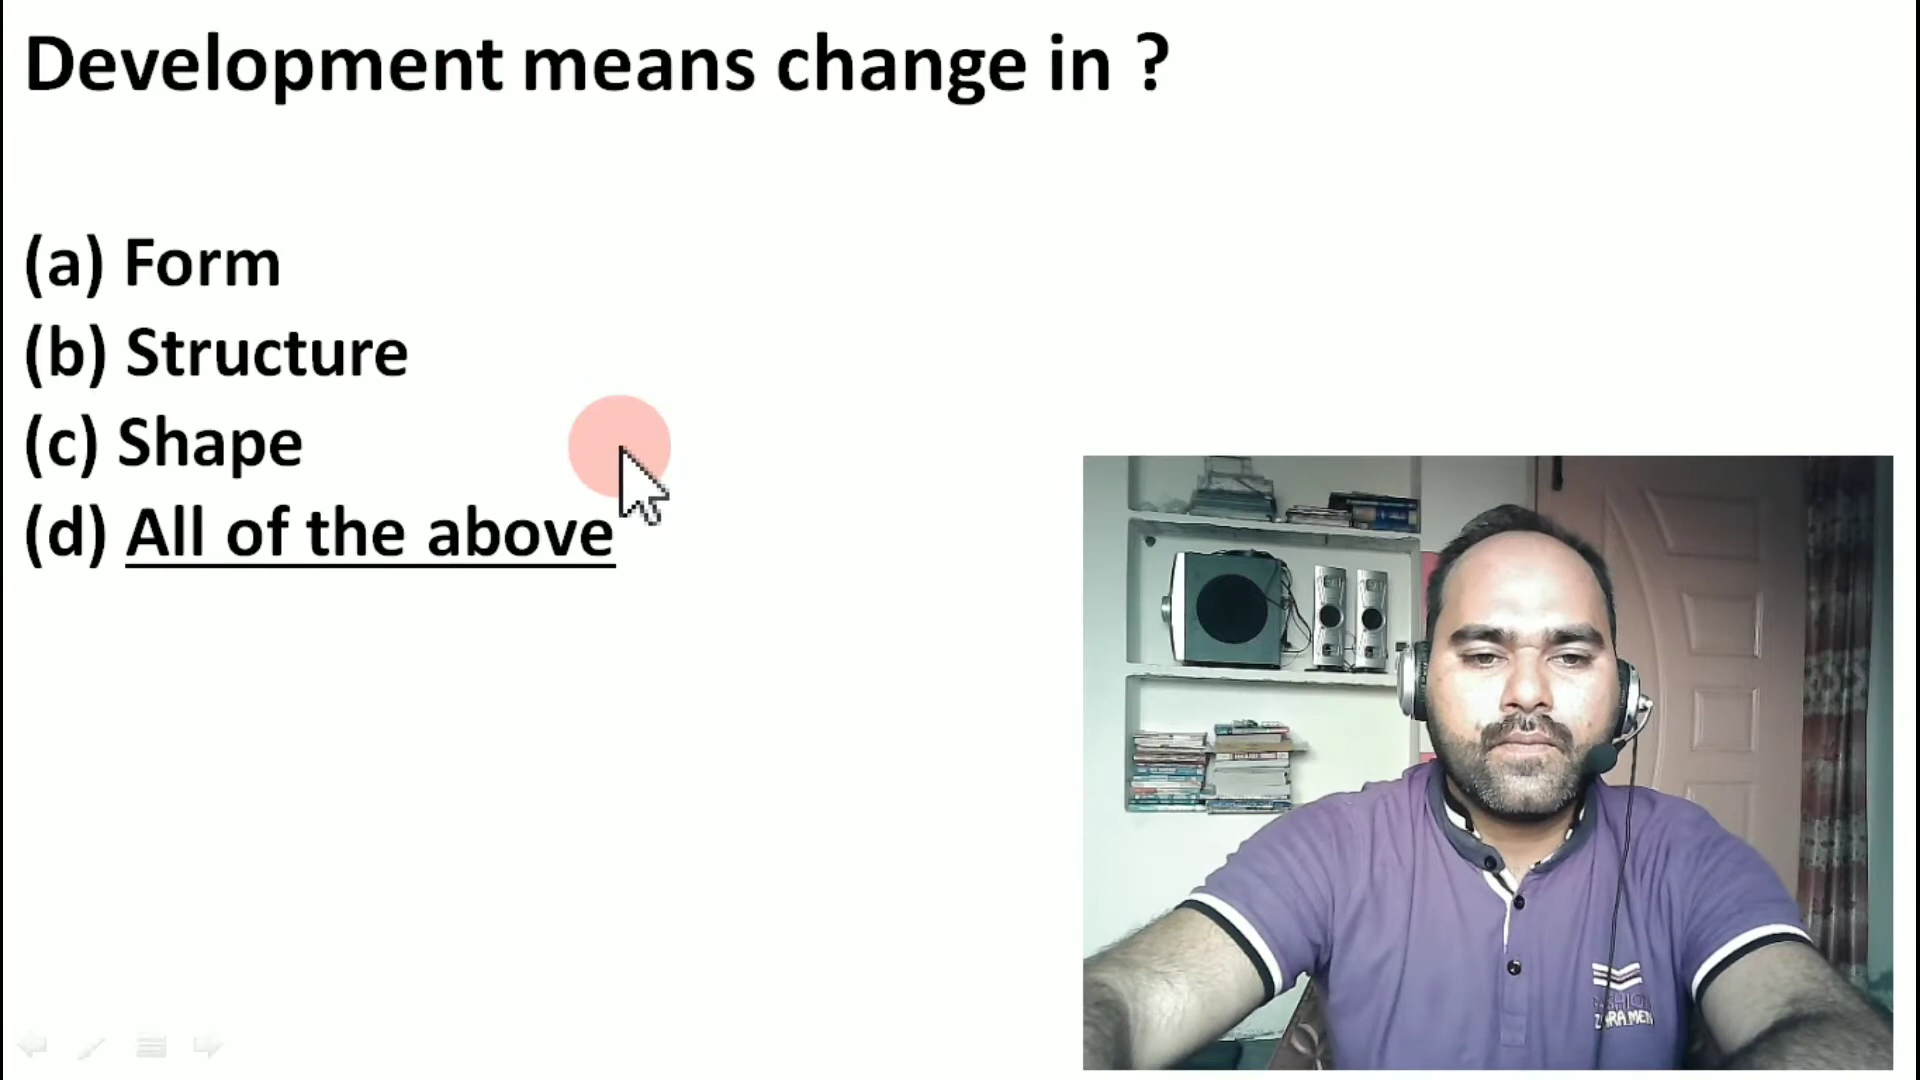 Development means change in ?
(a) Form
(b) Structure
(c) Shape
(d) All of the above